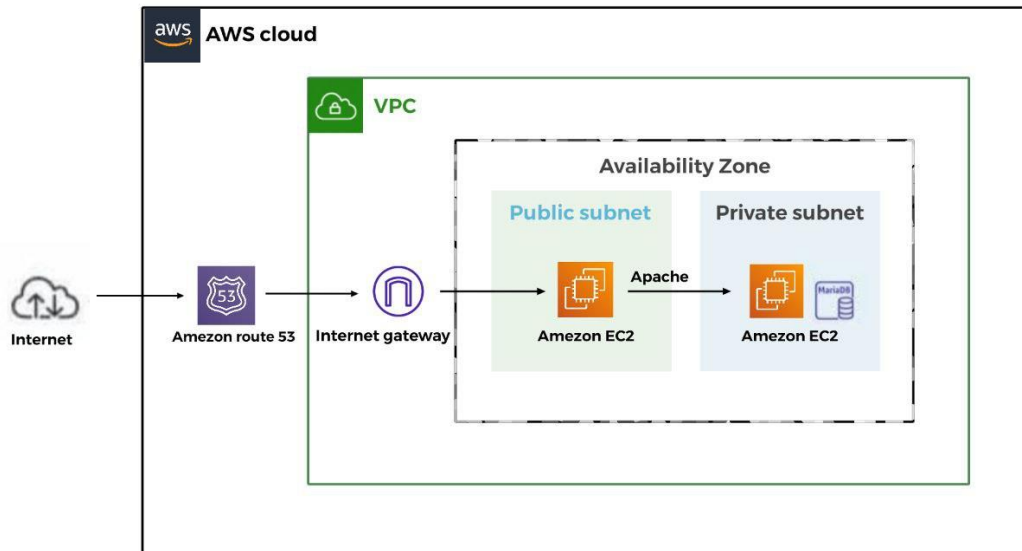 aws
AWS cloud
VPC
Availability Zone
Public subnet
Private subnet
53
Apache
MariaDB
Internet
Amezon route 53
Internet gateway
Amezon EC2
Amezon EC2